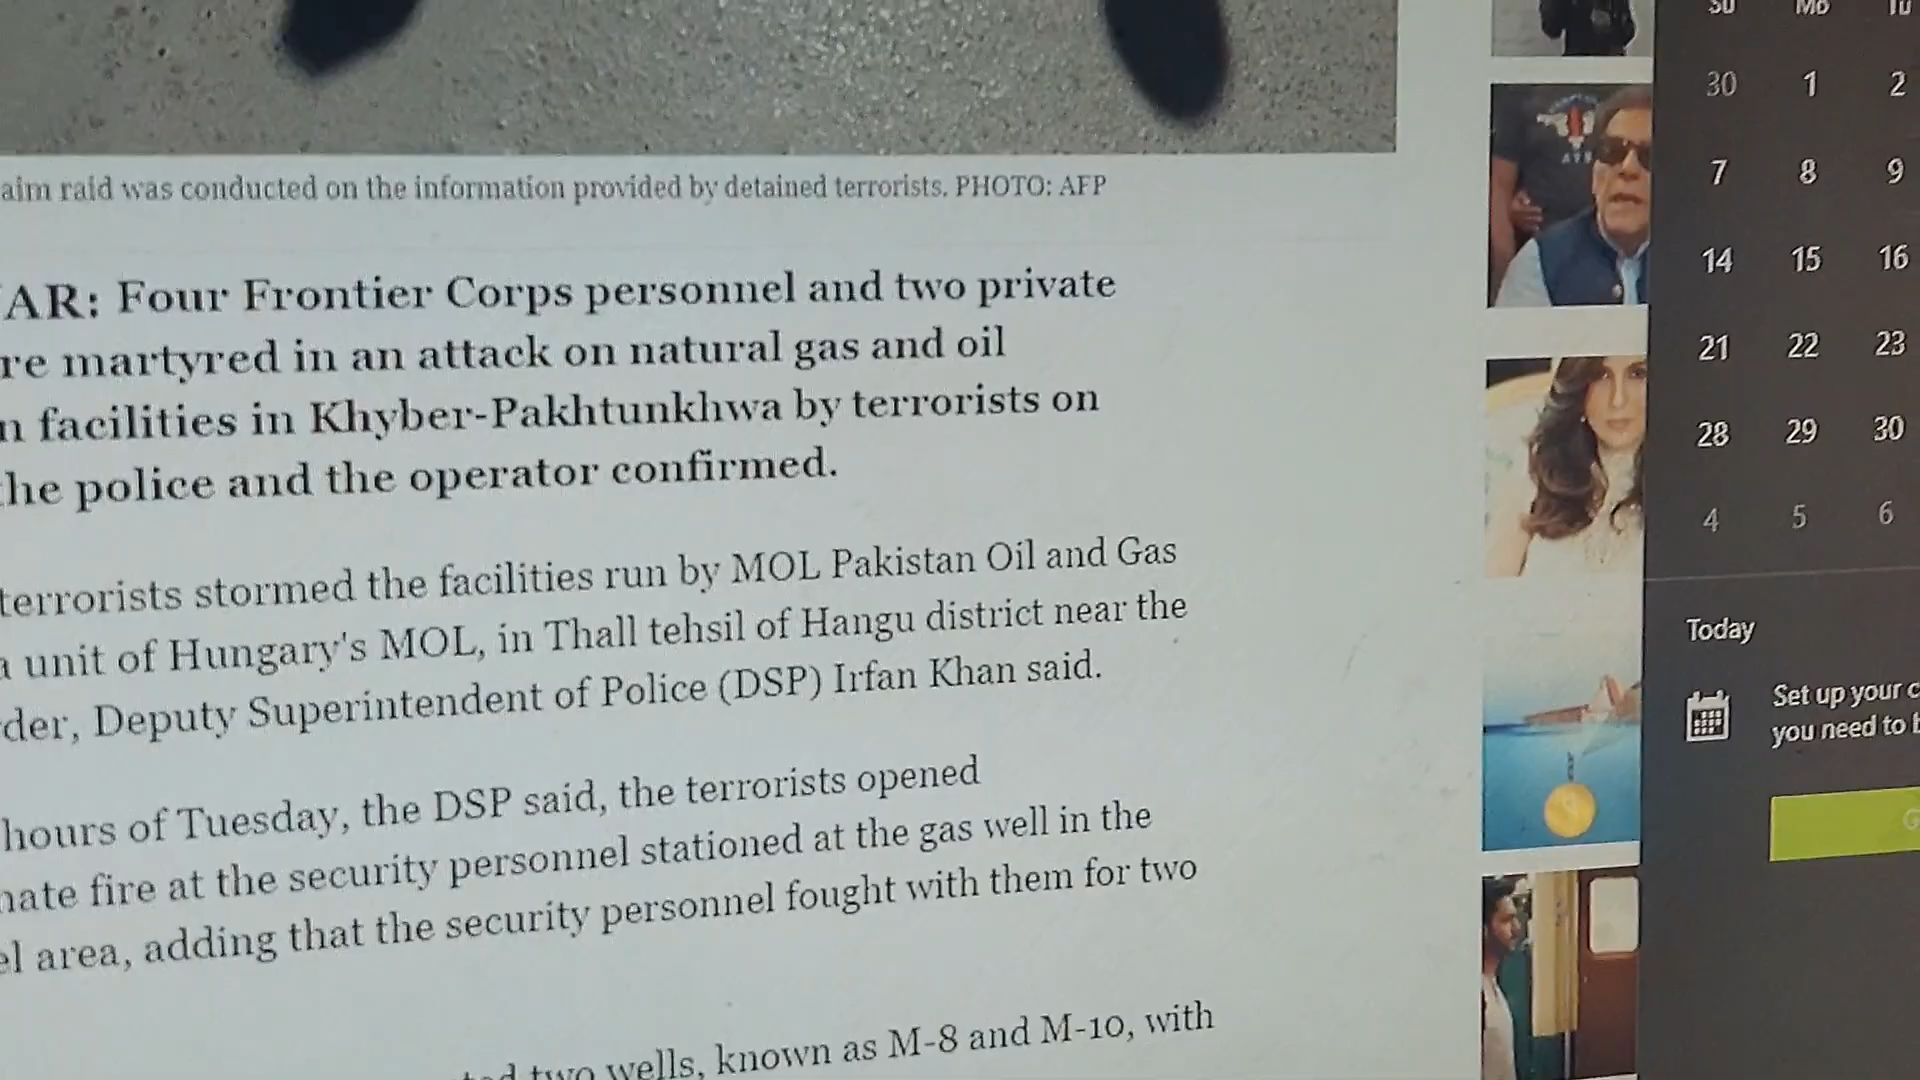 aim raid was conducted on the information provided by detained terrorists. PHOTO: AFP
AR: Four Frontier Corps personnel and two private
re martyred in an attack on natural gas and oil
n facilities in Khyber-Pakhtunkhwa by terrorists on
he police and the operator confirmed.
terrorists stormed the facilities run by MOL Pakistan Oil and Gas
a unit of Hungary's MOL, in Thall tehsil of Hangu district near the
der, Deputy Superintendent of Police (DSP) Irfan Khan said.
hours of Tuesday, the DSP said, the terrorists opened
nate fire at the security personnel stationed at the gas well in the
el area, adding that the security personnel fought with them for two
two wells, known as M-8 and M-10, with
Su Mo Tu
30 1 2
7 8 9
14 15 16
21 22 23
28 29 30
4 5 6
Today
Set up your c
you need to b
G